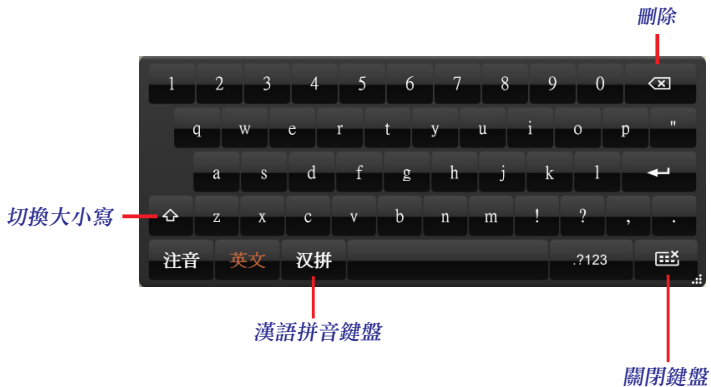 刪除
1 2 3 4 5 6 7 8 9 0
q w e r t y u i o p "
a s d f g h j k l
切換大小寫
z x c v b n m ! ? , .
注音 英文 汉拼 .?123
漢語拼音鍵盤
關閉鍵盤